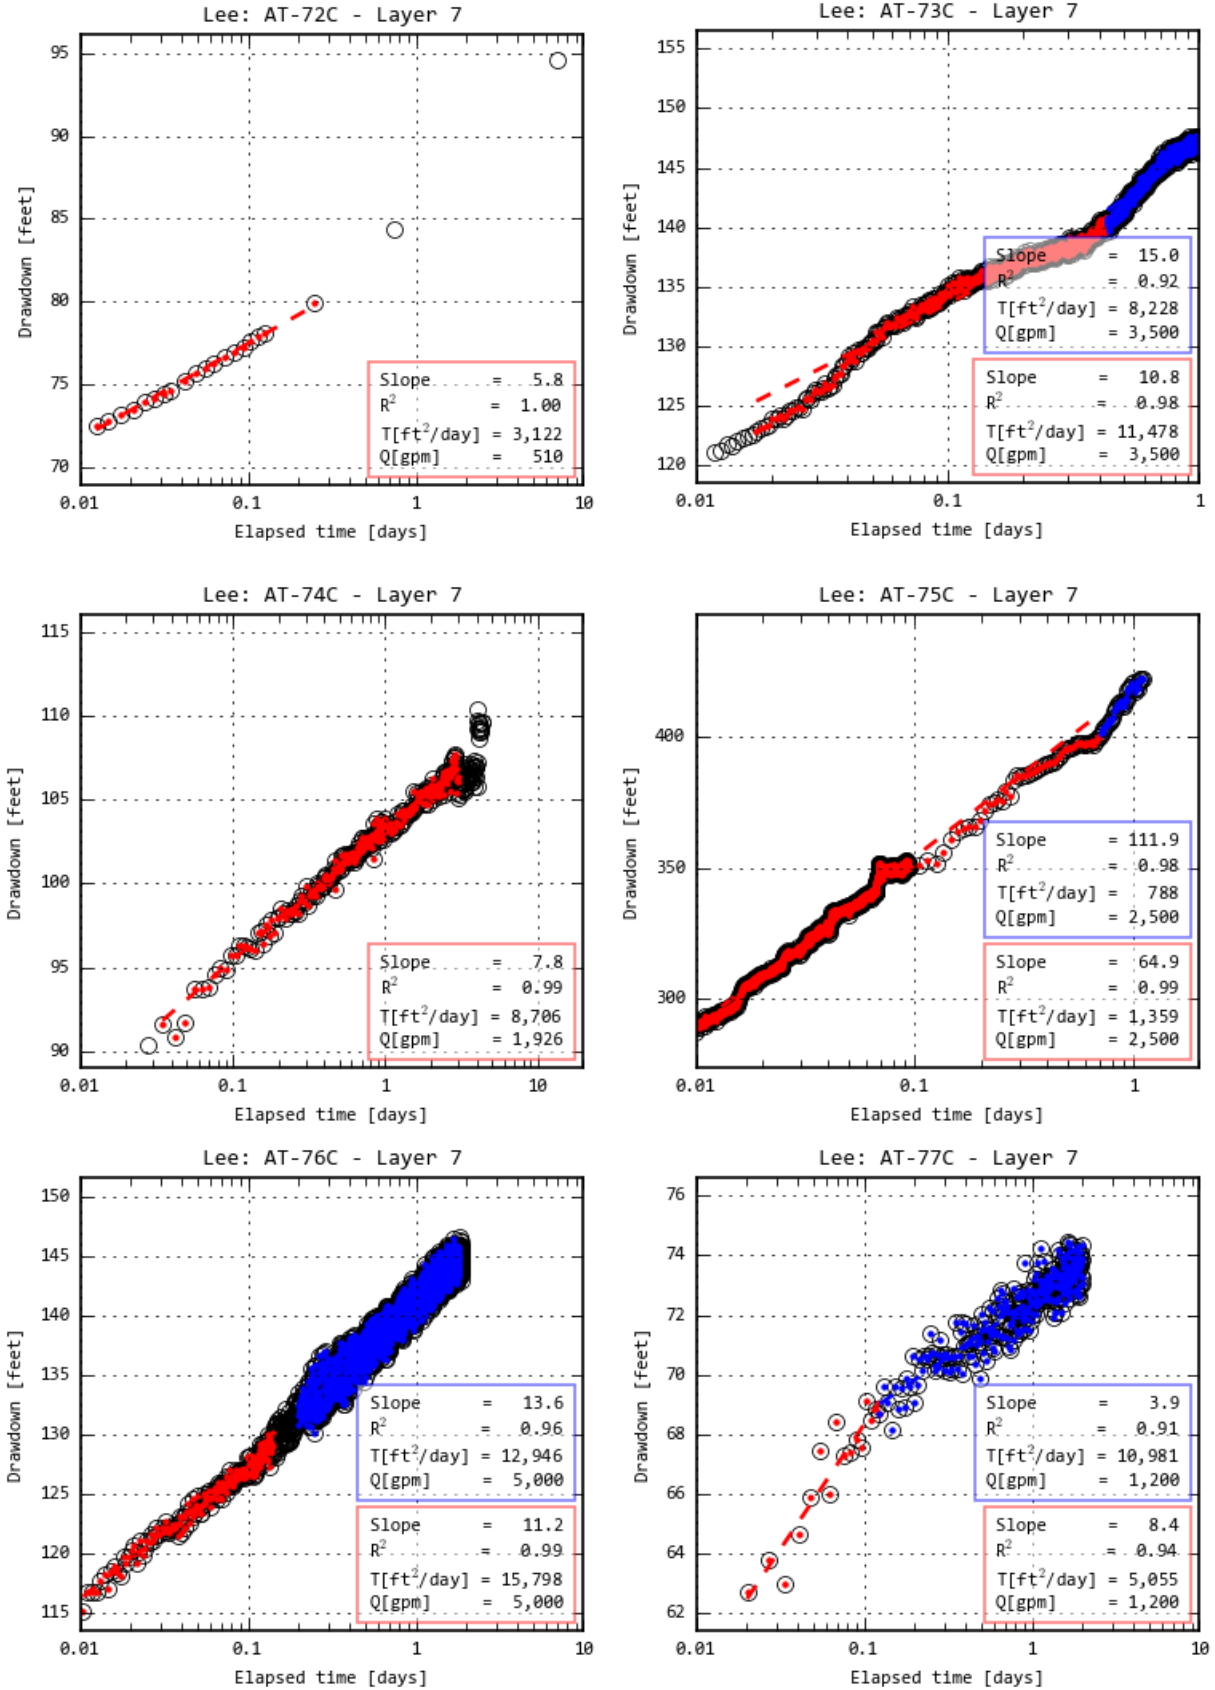 Lee: AT-72C - Layer 7
95
90
85
80
75
70
Drawdown [feet]
Slope = 5.8
R² = 1.00
T[ft²/day] = 3,122
Q[gpm] = 510
0.01 0.1 1 10
Elapsed time [days]
Lee: AT-73C - Layer 7
155
150
145
140
135
130
125
120
Drawdown [feet]
Slope = 15.0
R² = 0.92
T[ft²/day] = 8,228
Q[gpm] = 3,500
Slope = 10.8
R² = 0.98
T[ft²/day] = 11,478
Q[gpm] = 3,500
0.01 0.1 1
Elapsed time [days]
Lee: AT-74C - Layer 7
115
110
105
100
95
90
Drawdown [feet]
Slope = 7.8
R² = 0.99
T[ft²/day] = 8,706
Q[gpm] = 1,926
0.01 0.1 1 10
Elapsed time [days]
Lee: AT-75C - Layer 7
400
350
300
Drawdown [feet]
Slope = 111.9
R² = 0.98
T[ft²/day] = 788
Q[gpm] = 2,500
Slope = 64.9
R² = 0.99
T[ft²/day] = 1,359
Q[gpm] = 2,500
0.01 0.1 1
Elapsed time [days]
Lee: AT-76C - Layer 7
150
145
140
135
130
125
120
115
Drawdown [feet]
Slope = 13.6
R² = 0.96
T[ft²/day] = 12,946
Q[gpm] = 5,000
Slope = 11.2
R² = 0.99
T[ft²/day] = 15,798
Q[gpm] = 5,000
0.01 0.1 1 10
Elapsed time [days]
Lee: AT-77C - Layer 7
76
74
72
70
68
66
64
62
Drawdown [feet]
Slope = 3.9
R² = 0.91
T[ft²/day] = 10,981
Q[gpm] = 1,200
Slope = 8.4
R² = 0.94
T[ft²/day] = 5,055
Q[gpm] = 1,200
0.01 0.1 1 10
Elapsed time [days]